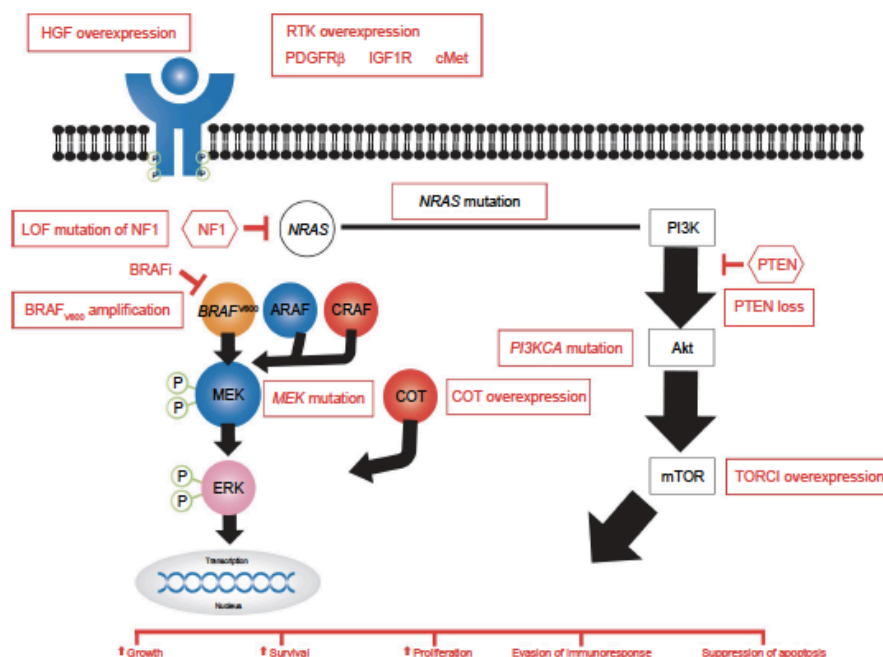 HGF overexpression
RTK overexpression
PDGFRβ IGF1R cMet
P P
P P
NRAS mutation
LOF mutation of NF1
NF1
NRAS
PI3K
BRAFi
PTEN
BRAFV600 amplification
BRAFV600
ARAF
CRAF
PTEN loss
PI3KCA mutation
Akt
P
P
MEK
MEK mutation
COT
COT overexpression
P
P
ERK
mTOR
TORCI overexpression
Transcription
Nucleus
⬆ Growth
⬆ Survival
⬆ Proliferation
Evasion of immunoresponse
Suppression of apoptosis